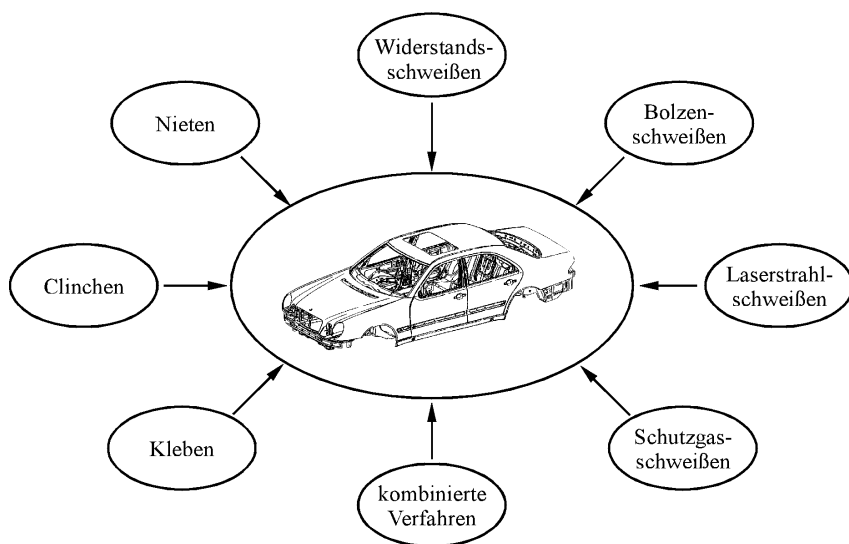 Widerstands-
schweißen
Bolzen-
schweißen
Laserstrahl-
schweißen
Schutzgas-
schweißen
kombinierte
Verfahren
Kleben
Clinchen
Nieten